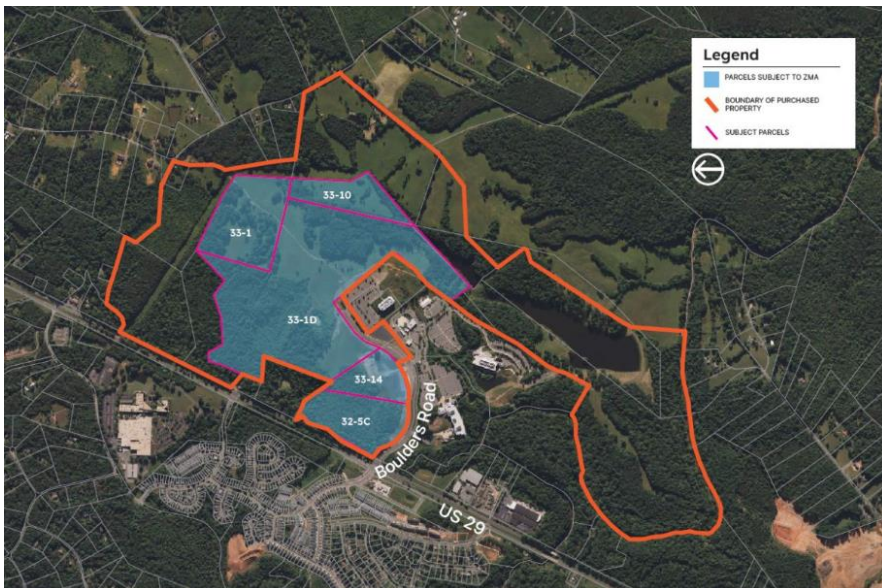 Legend
PARCELS SUBJECT TO ZMA
BOUNDARY OF PURCHASED
PROPERTY
SUBJECT PARCELS
33-10
33-1
33-1D
33-14
32-5C
Boulders Road
US 29